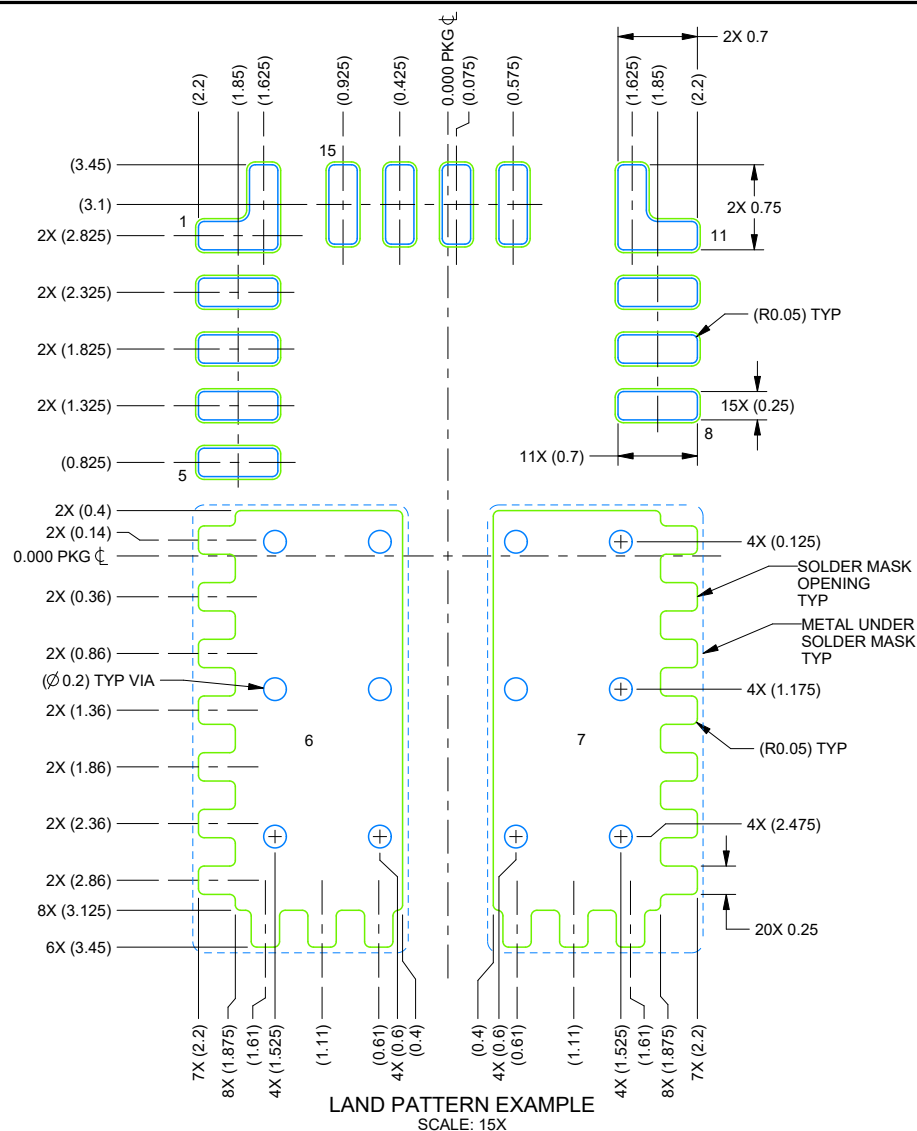 2X 0.7
(2.2)
(1.85)
(1.625)
(0.925)
(0.425)
0.000 PKG ℄
(0.075)
(0.575)
(1.625)
(1.85)
(2.2)
15
(3.45)
(3.1)
1
2X (2.825)
2X 0.75
11
2X (2.325)
(R0.05) TYP
2X (1.825)
2X (1.325)
15X (0.25)
8
11X (0.7)
(0.825)
5
2X (0.4)
2X (0.14)
0.000 PKG ℄
4X (0.125)
SOLDER MASK
OPENING
TYP
2X (0.36)
METAL UNDER
SOLDER MASK
TYP
2X (0.86)
(Ø 0.2) TYP VIA
4X (1.175)
2X (1.36)
6
7
(R0.05) TYP
2X (1.86)
2X (2.36)
4X (2.475)
2X (2.86)
8X (3.125)
20X 0.25
6X (3.45)
7X (2.2)
8X (1.875)
(1.61)
4X (1.525)
(1.11)
(0.61)
4X (0.6)
(0.4)
(0.4)
4X (0.6)
(0.61)
(1.11)
4X (1.525)
(1.61)
8X (1.875)
7X (2.2)
LAND PATTERN EXAMPLE
SCALE: 15X